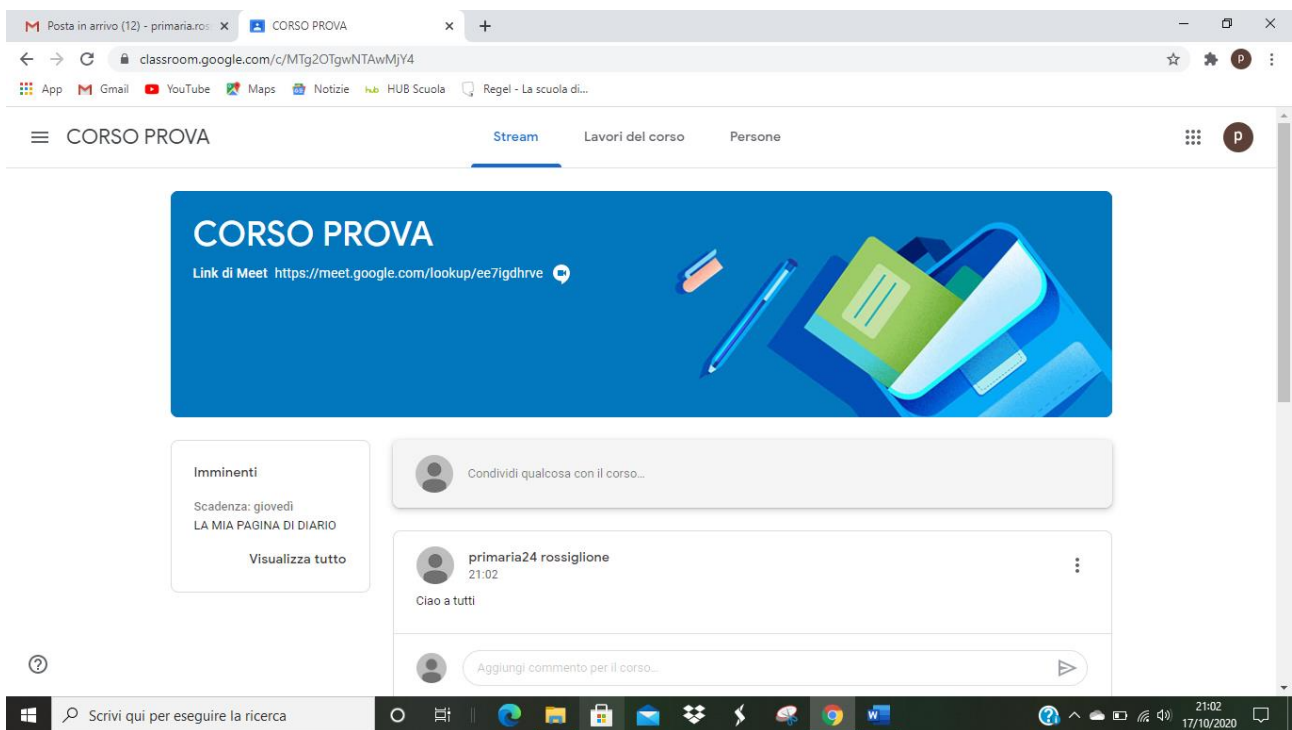 Posta in arrivo (12) - primaria.ros
CORSO PROVA
classroom.google.com/c/MTg2OTgwNTAwMjY4
App Gmail YouTube Maps Notizie hub HUB Scuola Regel - La scuola di...
CORSO PROVA Stream Lavori del corso Persone p
CORSO PROVA
Link di Meet https://meet.google.com/lookup/ee7igdhrve
Imminenti
Scadenza: giovedì
LA MIA PAGINA DI DIARIO
Visualizza tutto
Condividi qualcosa con il corso...
primaria24 rossiglione
21:02
Ciao a tutti
Aggiungi commento per il corso...
Scrivi qui per eseguire la ricerca
21:02
17/10/2020